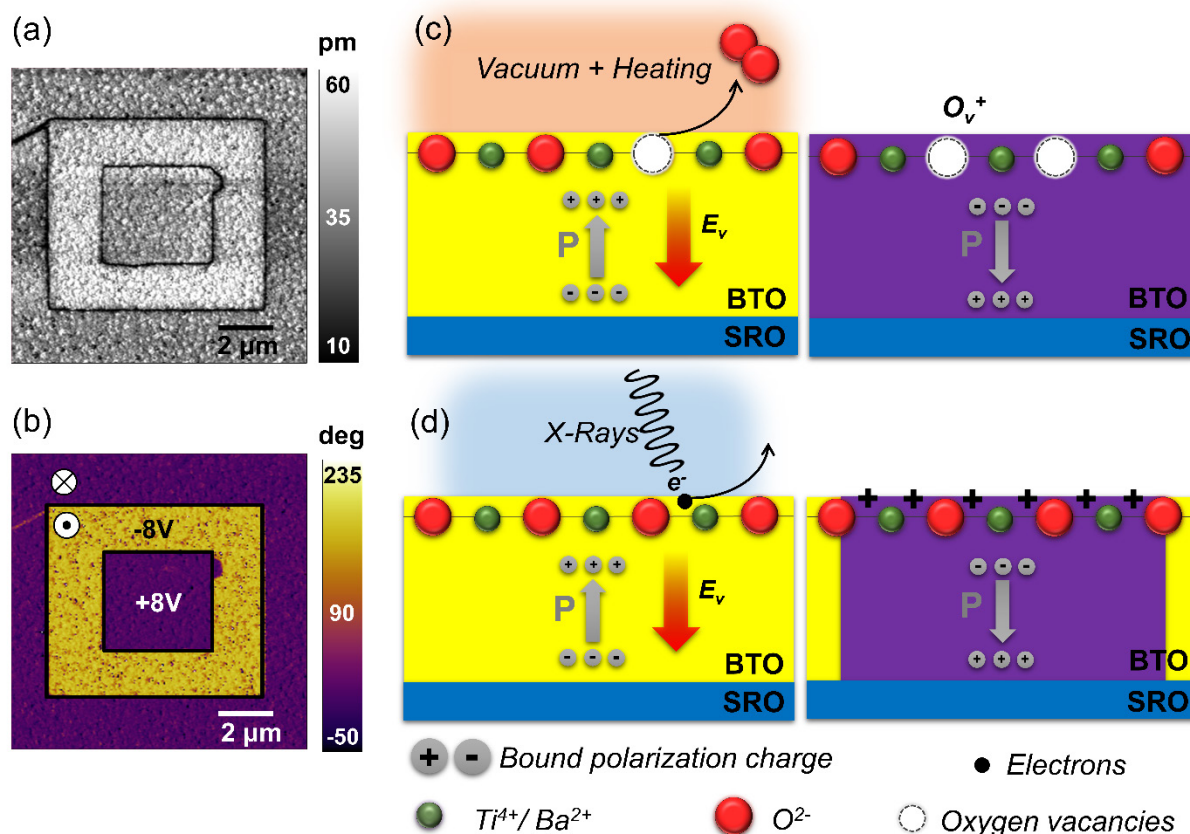 (a)
pm
60
35
10
2 µm
(b)
deg
235
90
-50
-8V
+8V
2 µm
(c)
Vacuum + Heating
Oᵥ⁺
+ + +
P
Eᵥ
- - -
BTO
SRO
- - -
P
+ + +
BTO
SRO
(d)
X-Rays
e⁻
+ + +
P
Eᵥ
- - -
BTO
SRO
+ + + + + +
- - -
P
+ + +
BTO
SRO
+ - Bound polarization charge
Electrons
Ti⁴⁺/ Ba²⁺
O²⁻
Oxygen vacancies